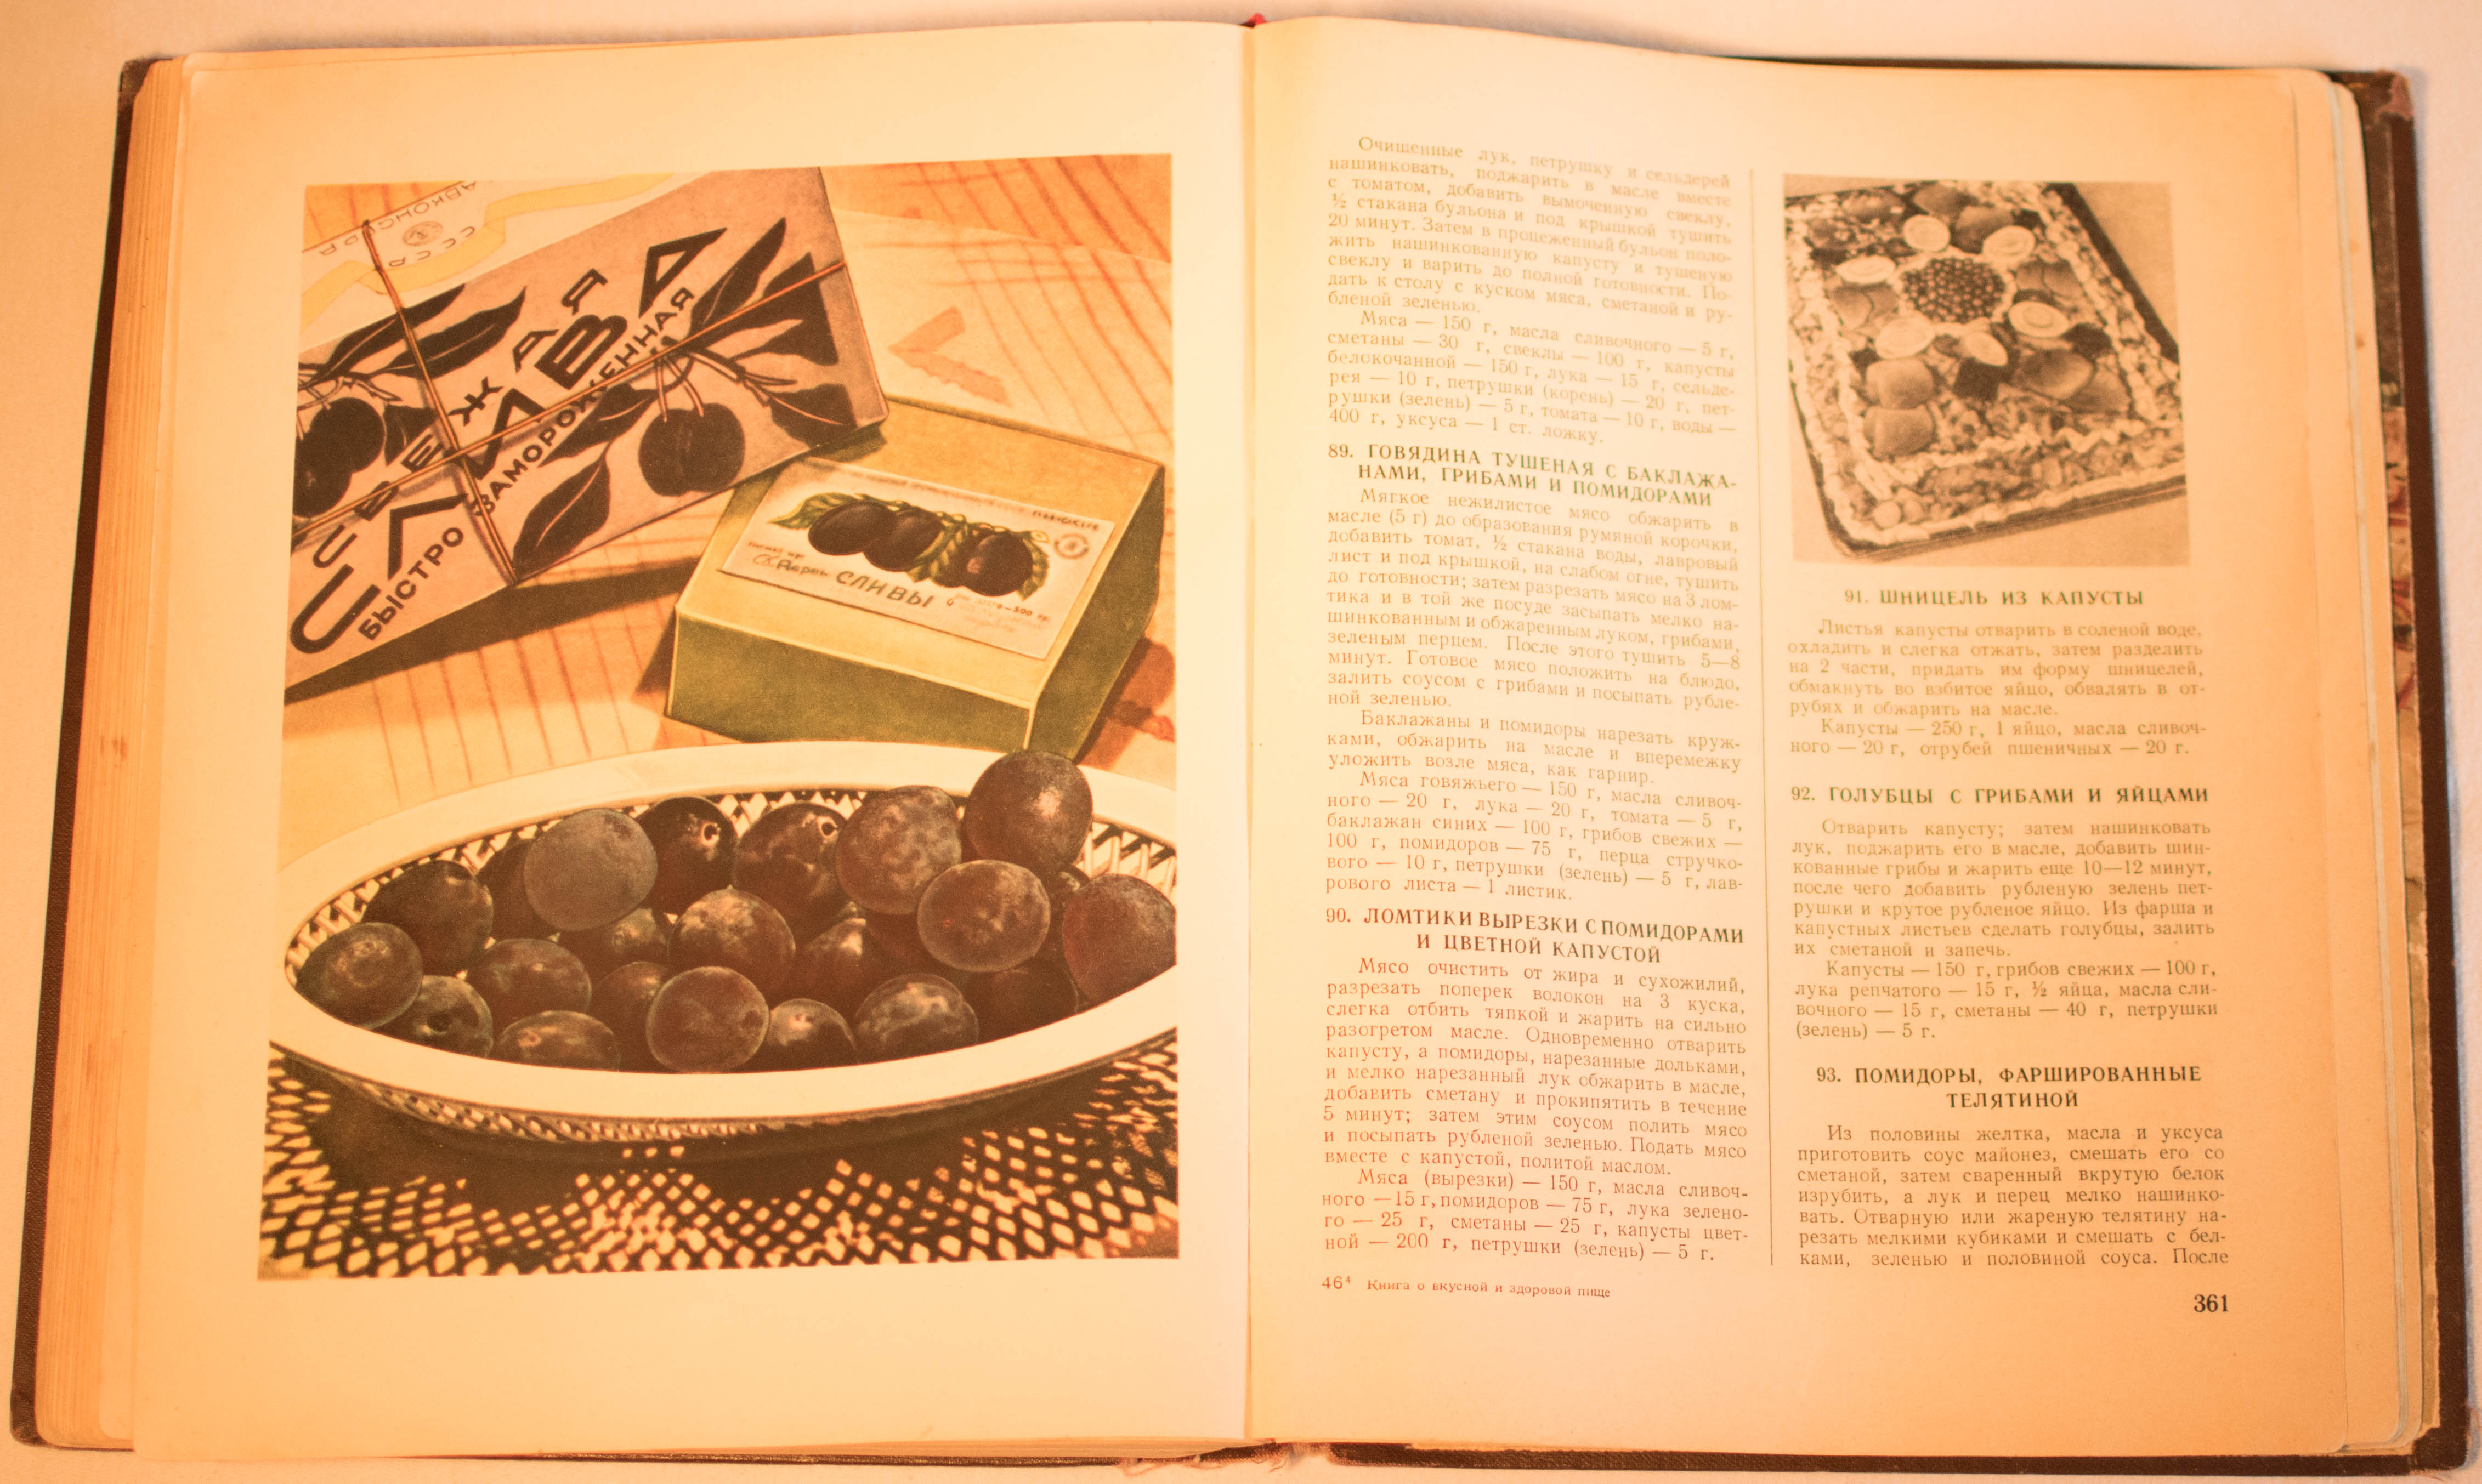 СВЕЖАЯ
СЛИВА
БЫСТРО ЗАМОРОЖЕННАЯ
СССР
СЛИВЫ
Очищенные лук, петрушку и сельдерей
нашинковать, поджарить в масле вместе
с томатом, добавить вымоченную свеклу,
½ стакана бульона и под крышкой тушить
20 минут. Затем в процеженный бульон поло-
жить нашинкованную капусту и тушеную
свеклу и варить до полной готовности. По-
дать к столу с куском мяса, сметаной и ру-
бленой зеленью.
Мяса — 150 г, масла сливочного — 5 г,
сметаны — 30 г, свеклы — 100 г, капусты
белокочанной — 150 г, лука — 15 г, сельде-
рея — 10 г, петрушки (корень) — 20 г, пет-
рушки (зелень) — 5 г, томата — 10 г, воды —
400 г, уксуса — 1 ст. ложку.
89. ГОВЯДИНА ТУШЕНАЯ С БАКЛАЖА-
НАМИ, ГРИБАМИ И ПОМИДОРАМИ
Мягкое нежилистое мясо обжарить в
масле (5 г) до образования румяной корочки,
добавить томат, ½ стакана воды, лавровый
лист и под крышкой, на слабом огне, тушить
до готовности; затем разрезать мясо на 3 лом-
тика и в той же посуде засыпать мелко на-
шинкованным и обжаренным луком, грибами,
зеленым перцем. После этого тушить 5—8
минут. Готовое мясо положить на блюдо,
залить соусом с грибами и посыпать рубле-
ной зеленью.
Баклажаны и помидоры нарезать круж-
ками, обжарить на масле и вперемежку
уложить возле мяса, как гарнир.
Мяса говяжьего — 150 г, масла сливоч-
ного — 20 г, лука — 20 г, томата — 5 г,
баклажан синих — 100 г, грибов свежих —
100 г, помидоров — 75 г, перца стручко-
вого — 10 г, петрушки (зелень) — 5 г, лав-
рового листа — 1 листик.
90. ЛОМТИКИ ВЫРЕЗКИ С ПОМИДОРАМИ
И ЦВЕТНОЙ КАПУСТОЙ
Мясо очистить от жира и сухожилий,
разрезать поперек волокон на 3 куска,
слегка отбить тяпкой и жарить на сильно
разогретом масле. Одновременно отварить
капусту, а помидоры, нарезанные дольками,
и мелко нарезанный лук обжарить в масле,
добавить сметану и прокипятить в течение
5 минут; затем этим соусом полить мясо
и посыпать рубленой зеленью. Подать мясо
вместе с капустой, политой маслом.
Мяса (вырезки) — 150 г, масла сливоч-
ного — 15 г, помидоров — 75 г, лука зелено-
го — 25 г, сметаны — 25 г, капусты цвет-
ной — 200 г, петрушки (зелень) — 5 г.
46⁴ Книга о вкусной и здоровой пище
91. ШНИЦЕЛЬ ИЗ КАПУСТЫ
Листья капусты отварить в соленой воде,
охладить и слегка отжать, затем разделить
на 2 части, придать им форму шницелей,
обмакнуть во взбитое яйцо, обвалять в от-
рубях и обжарить на масле.
Капусты — 250 г, 1 яйцо, масла сливоч-
ного — 20 г, отрубей пшеничных — 20 г.
92. ГОЛУБЦЫ С ГРИБАМИ И ЯЙЦАМИ
Отварить капусту; затем нашинковать
лук, поджарить его в масле, добавить шин-
кованные грибы и жарить еще 10—12 минут,
после чего добавить рубленую зелень пет-
рушки и крутое рубленое яйцо. Из фарша и
капустных листьев сделать голубцы, залить
их сметаной и запечь.
Капусты — 150 г, грибов свежих — 100 г,
лука репчатого — 15 г, ½ яйца, масла сли-
вочного — 15 г, сметаны — 40 г, петрушки
(зелень) — 5 г.
93. ПОМИДОРЫ, ФАРШИРОВАННЫЕ
ТЕЛЯТИНОЙ
Из половины желтка, масла и уксуса
приготовить соус майонез, смешать его со
сметаной, затем сваренный вкрутую белок
изрубить, а лук и перец мелко нашинко-
вать. Отварную или жареную телятину на-
резать мелкими кубиками и смешать с бел-
ками, зеленью и половиной соуса. После
361